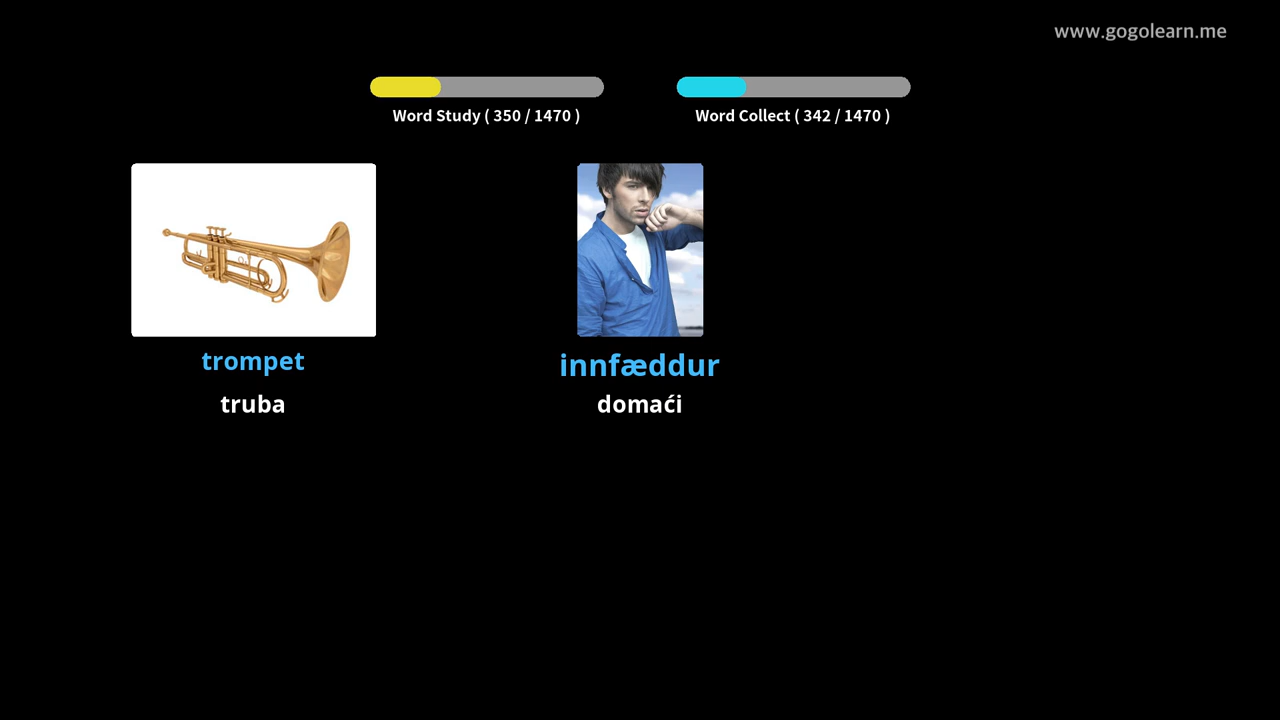 www.gogolearn.me
Word Study ( 350 / 1470 )
Word Collect ( 342 / 1470 )
trompet
innfæddur
truba
domaći